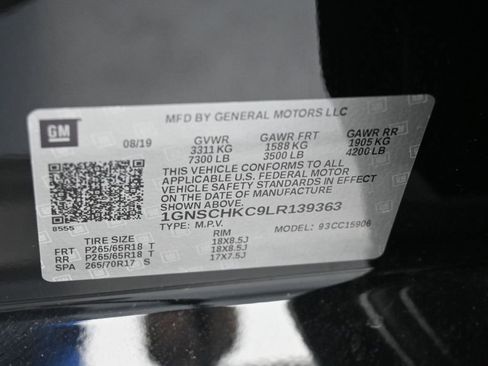 MFD BY GENERAL MOTORS LLC
GM
08/19 GVWR GAWR FRT GAWR RR
3311 KG 1588 KG 1905 KG
7300 LB 3500 LB 4200 LB
THIS VEHICLE CONFORMS TO ALL
APPLICABLE U.S. FEDERAL MOTOR
VEHICLE SAFETY STANDARDS IN EFFECT
ON THE DATE OF MANUFACTURE
SHOWN ABOVE.
1GNSCHKC9LR139363
8555 TYPE: M.P.V. MODEL: 93CC15906
TIRE SIZE RIM
FRT P265/65R18 T 18X8.5J
RR P265/65R18 T 18X8.5J
SPA 265/70R17 S 17X7.5J